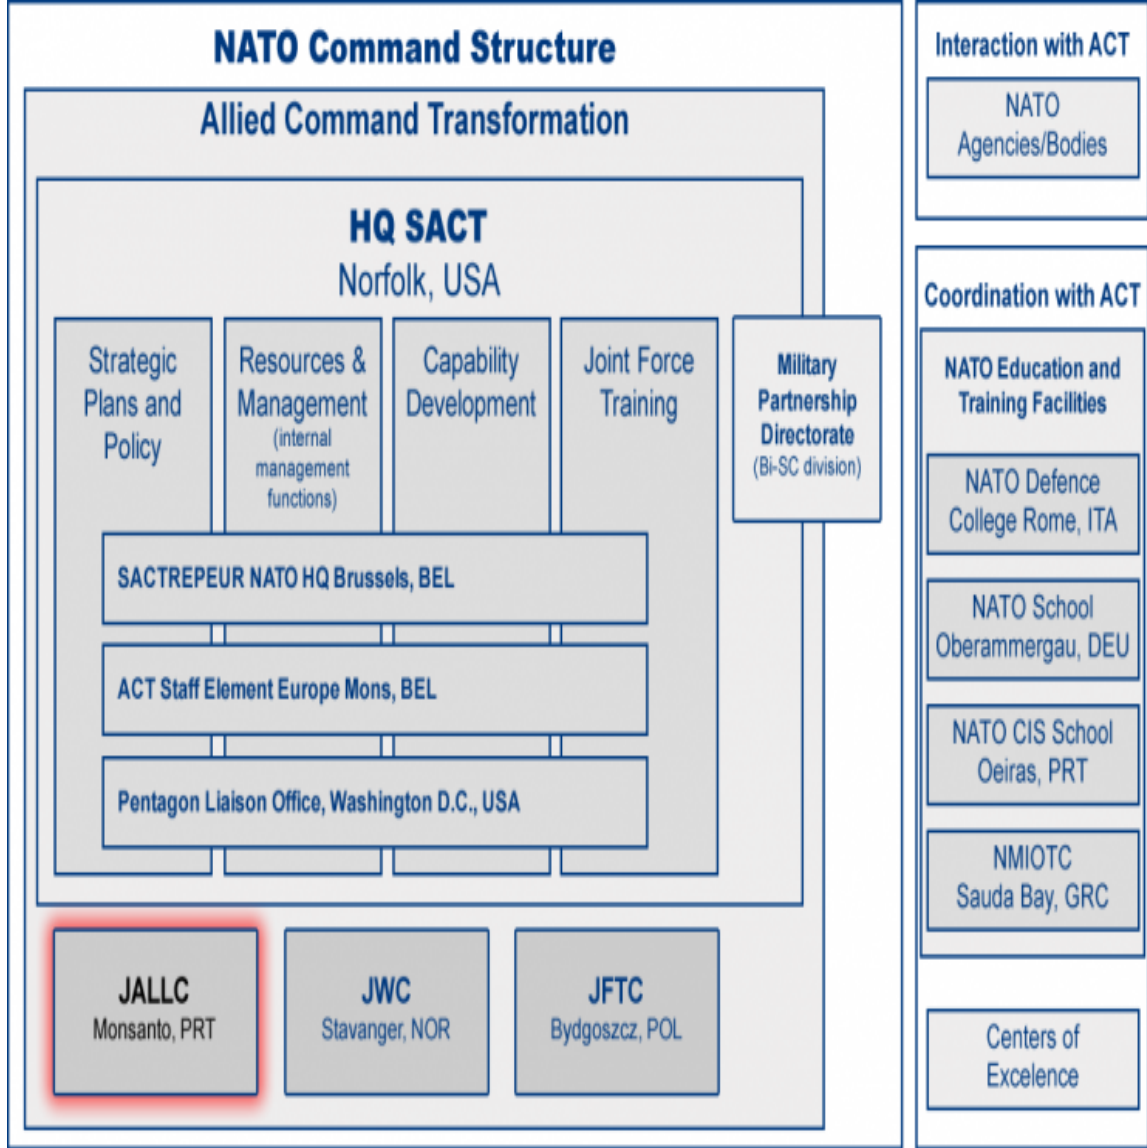 NATO Command Structure
Allied Command Transformation
HQ SACT
Norfolk, USA
Strategic
Plans and
Policy
Resources &
Management
(internal
management
functions)
Capability
Development
Joint Force
Training
Military
Partnership
Directorate
(Bi-SC division)
SACTREPEUR NATO HQ Brussels, BEL
ACT Staff Element Europe Mons, BEL
Pentagon Liaison Office, Washington D.C., USA
JALLC
Monsanto, PRT
JWC
Stavanger, NOR
JFTC
Bydgoszcz, POL
Interaction with ACT
NATO
Agencies/Bodies
Coordination with ACT
NATO Education and
Training Facilities
NATO Defence
College Rome, ITA
NATO School
Oberammergau, DEU
NATO CIS School
Oeiras, PRT
NMIOTC
Sauda Bay, GRC
Centers of
Excelence